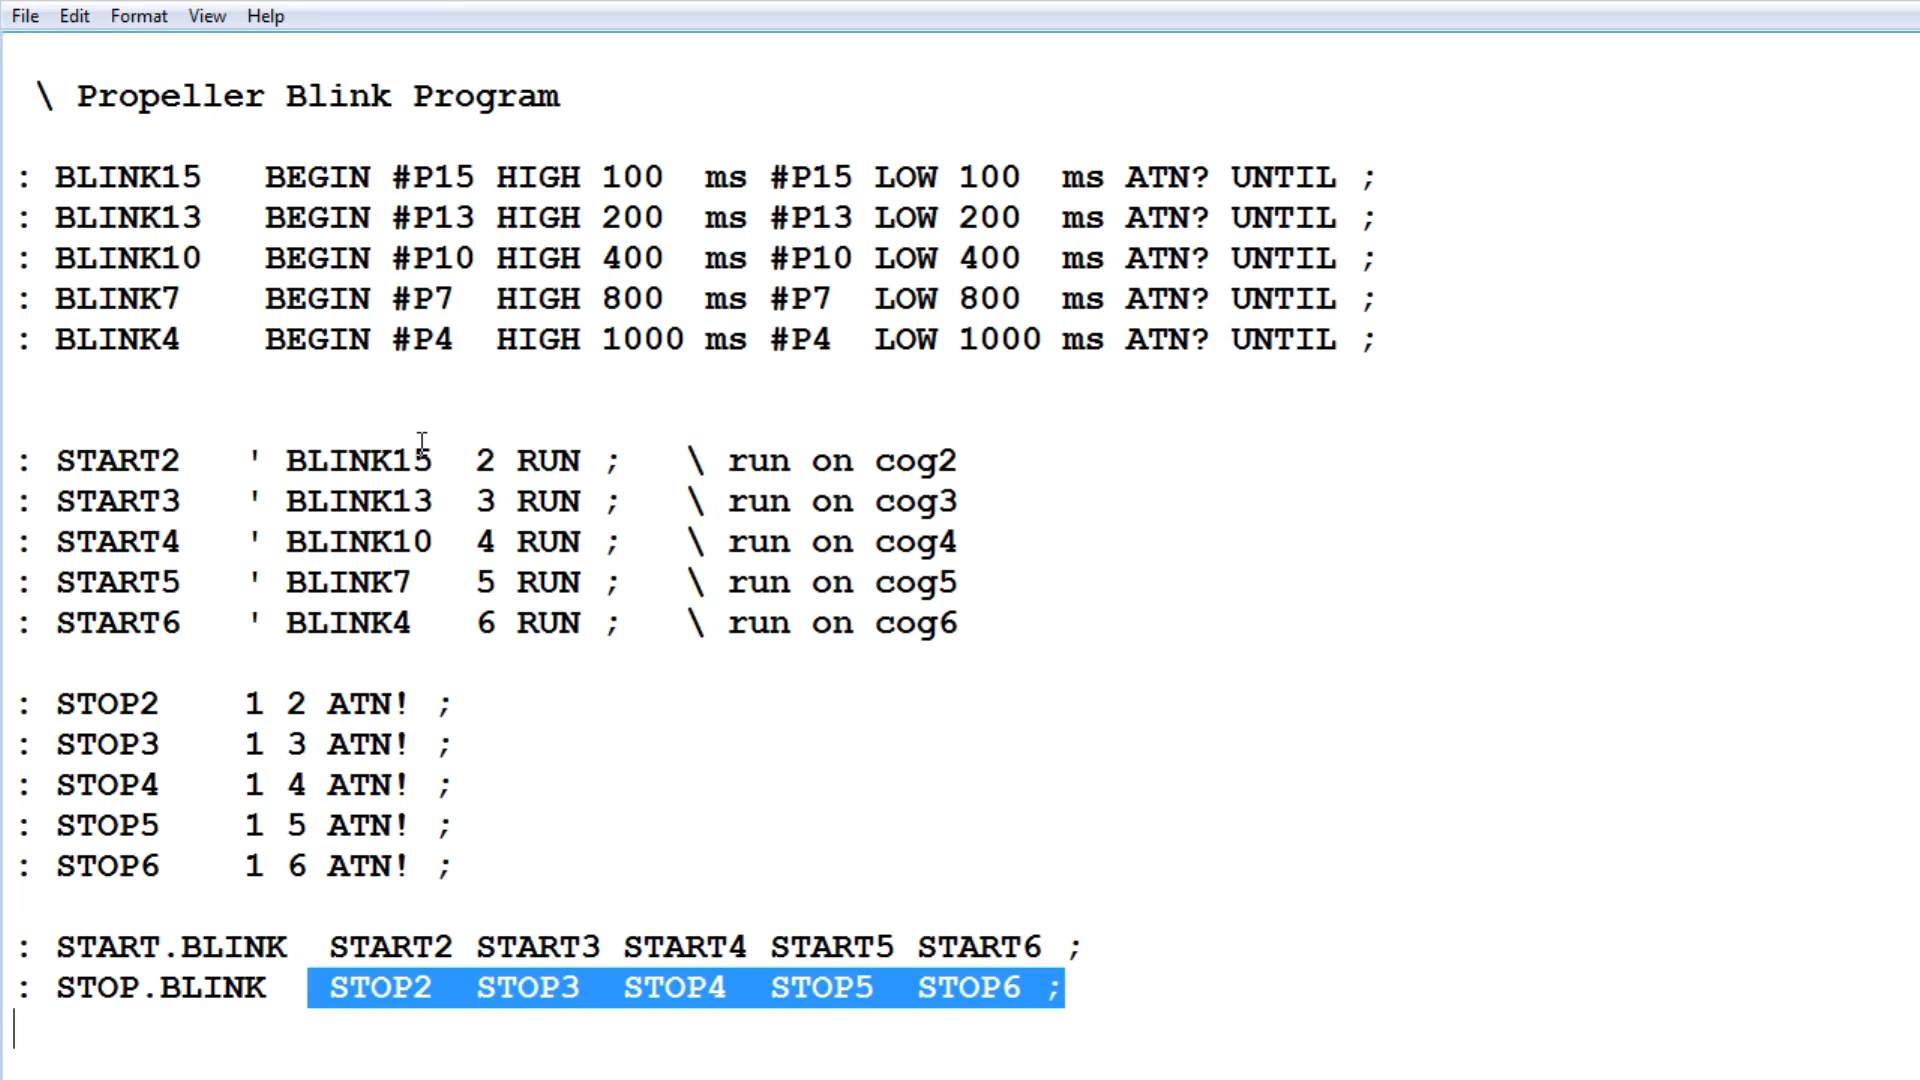 File Edit Format View Help
\ Propeller Blink Program
: BLINK15 BEGIN #P15 HIGH 100 ms #P15 LOW 100 ms ATN? UNTIL ;
: BLINK13 BEGIN #P13 HIGH 200 ms #P13 LOW 200 ms ATN? UNTIL ;
: BLINK10 BEGIN #P10 HIGH 400 ms #P10 LOW 400 ms ATN? UNTIL ;
: BLINK7 BEGIN #P7 HIGH 800 ms #P7 LOW 800 ms ATN? UNTIL ;
: BLINK4 BEGIN #P4 HIGH 1000 ms #P4 LOW 1000 ms ATN? UNTIL ;
: START2 ' BLINK15 2 RUN ; \ run on cog2
: START3 ' BLINK13 3 RUN ; \ run on cog3
: START4 ' BLINK10 4 RUN ; \ run on cog4
: START5 ' BLINK7 5 RUN ; \ run on cog5
: START6 ' BLINK4 6 RUN ; \ run on cog6
: STOP2 1 2 ATN! ;
: STOP3 1 3 ATN! ;
: STOP4 1 4 ATN! ;
: STOP5 1 5 ATN! ;
: STOP6 1 6 ATN! ;
: START.BLINK START2 START3 START4 START5 START6 ;
: STOP.BLINK STOP2 STOP3 STOP4 STOP5 STOP6 ;